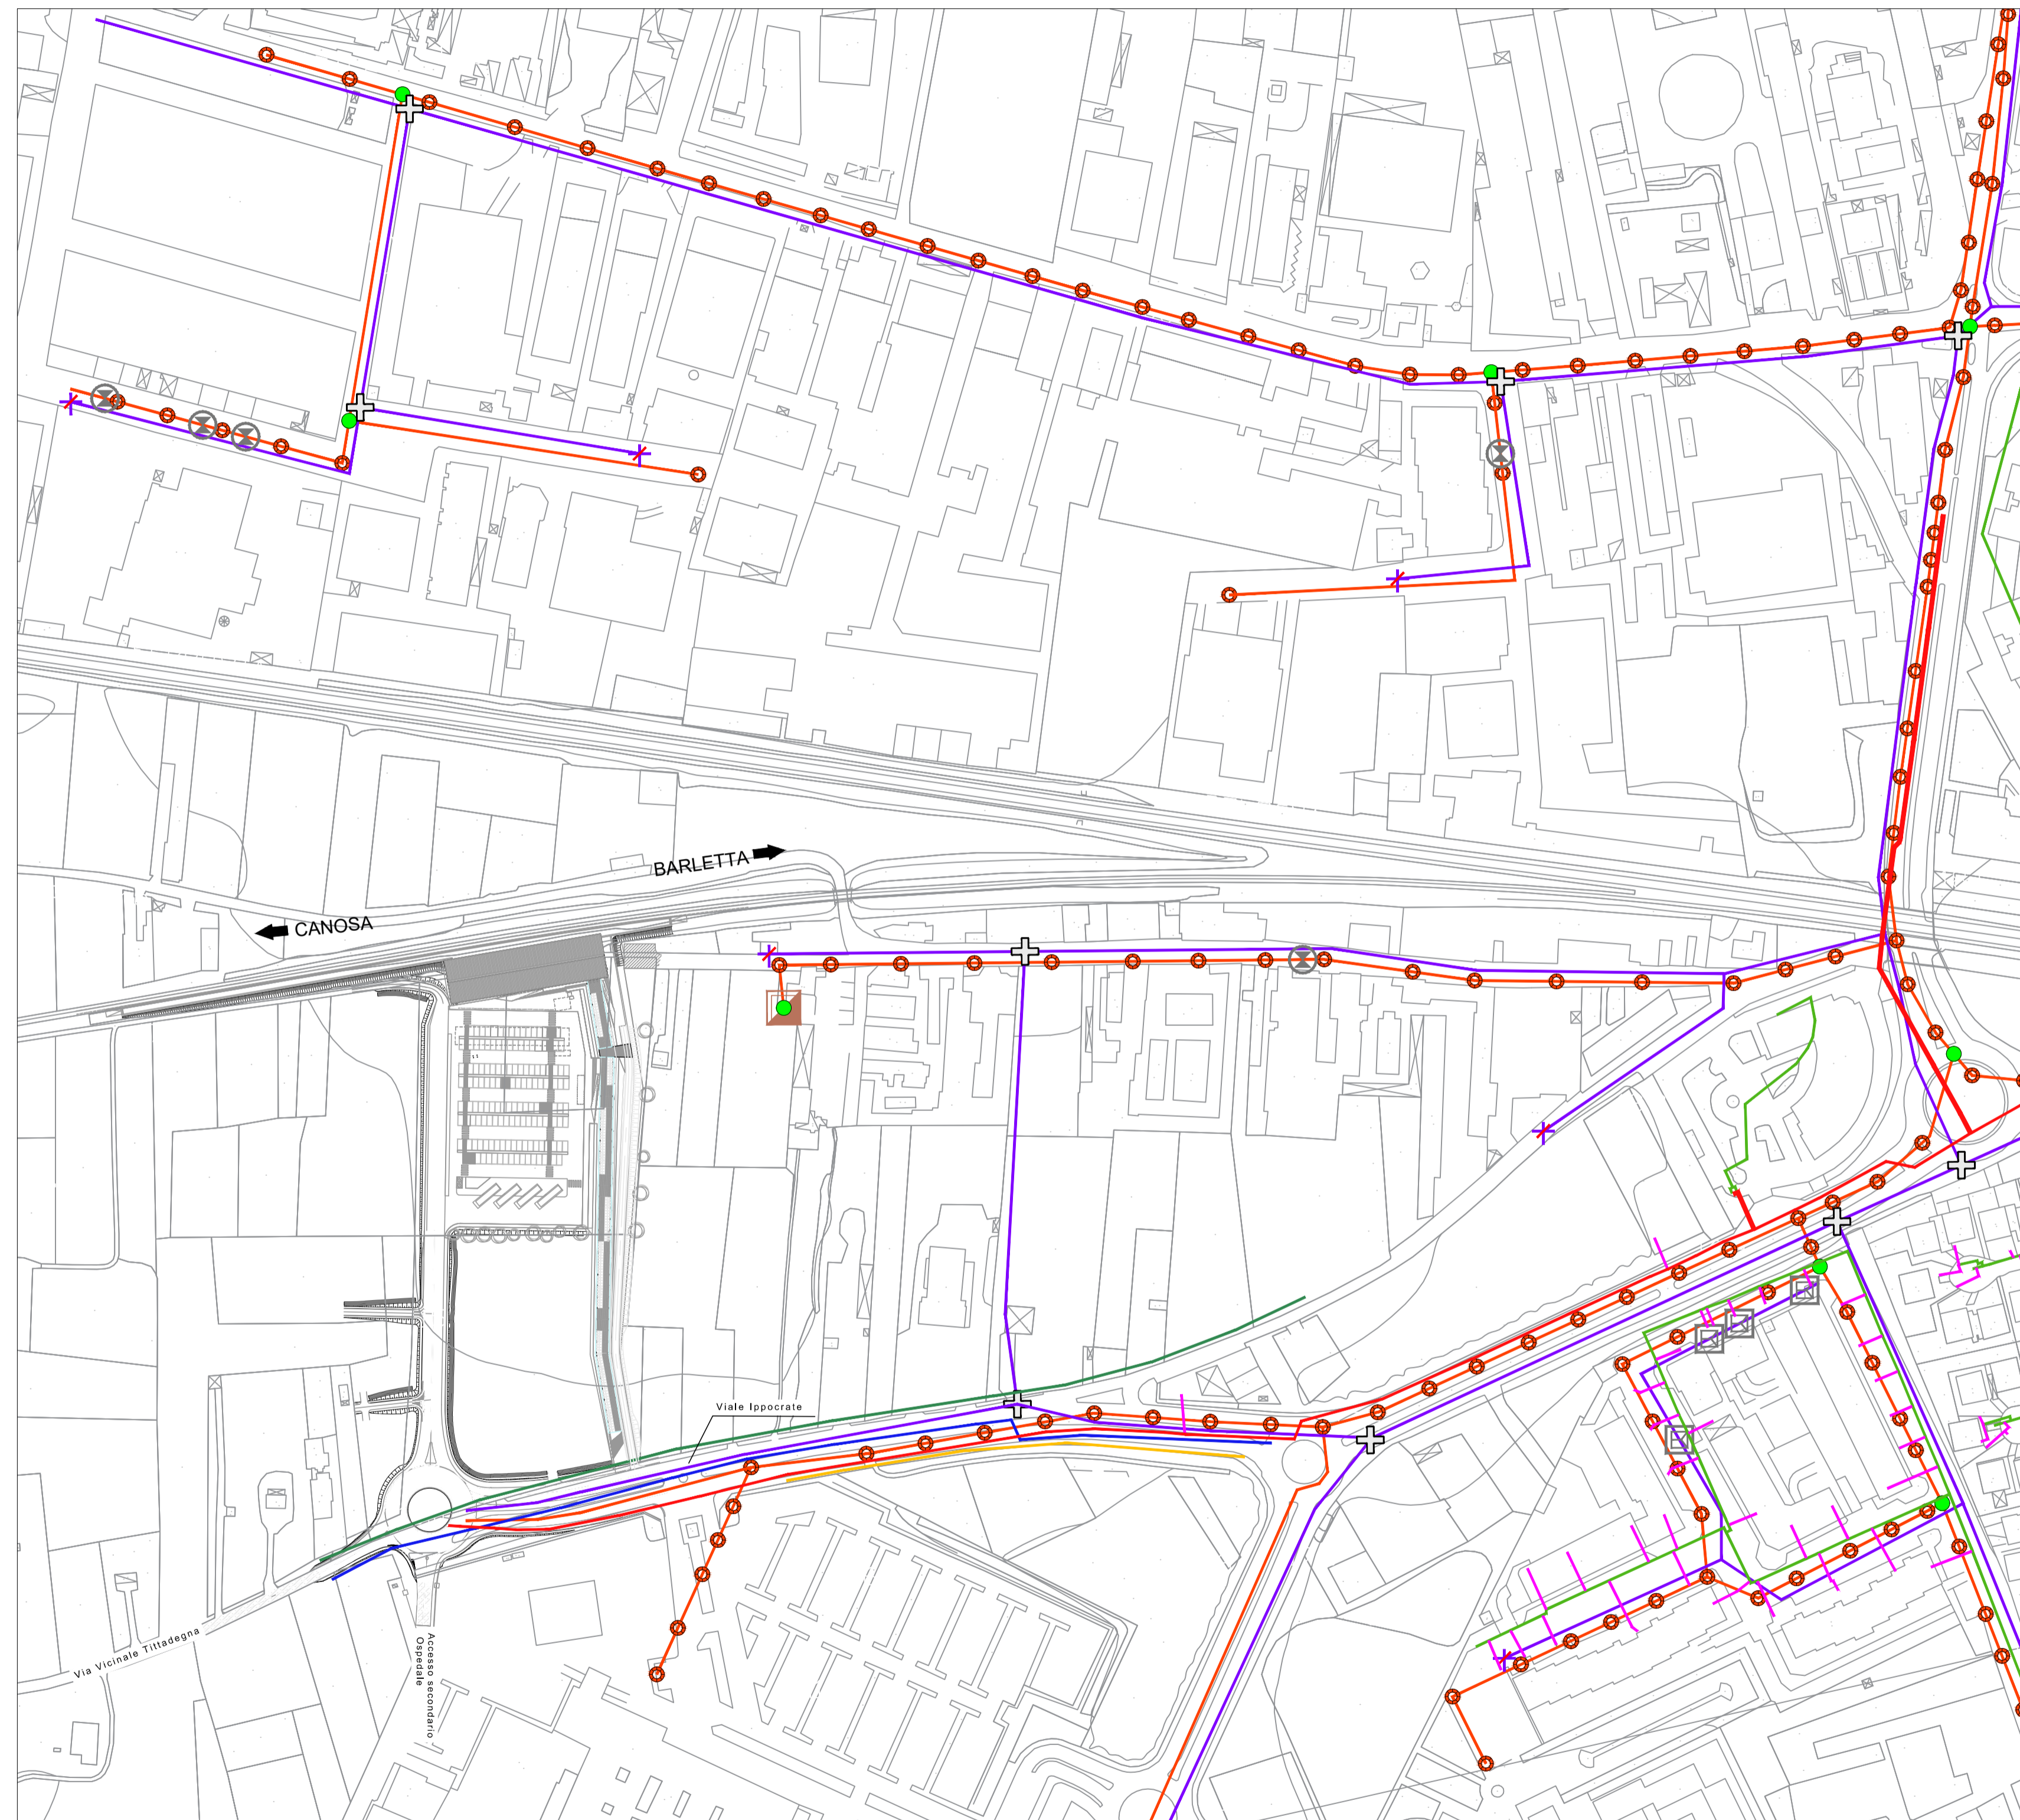 BARLETTA
CANOSA
Viale Ippocrate
Via Vicinale Tittadegna
Accesso secondario
Ospedale